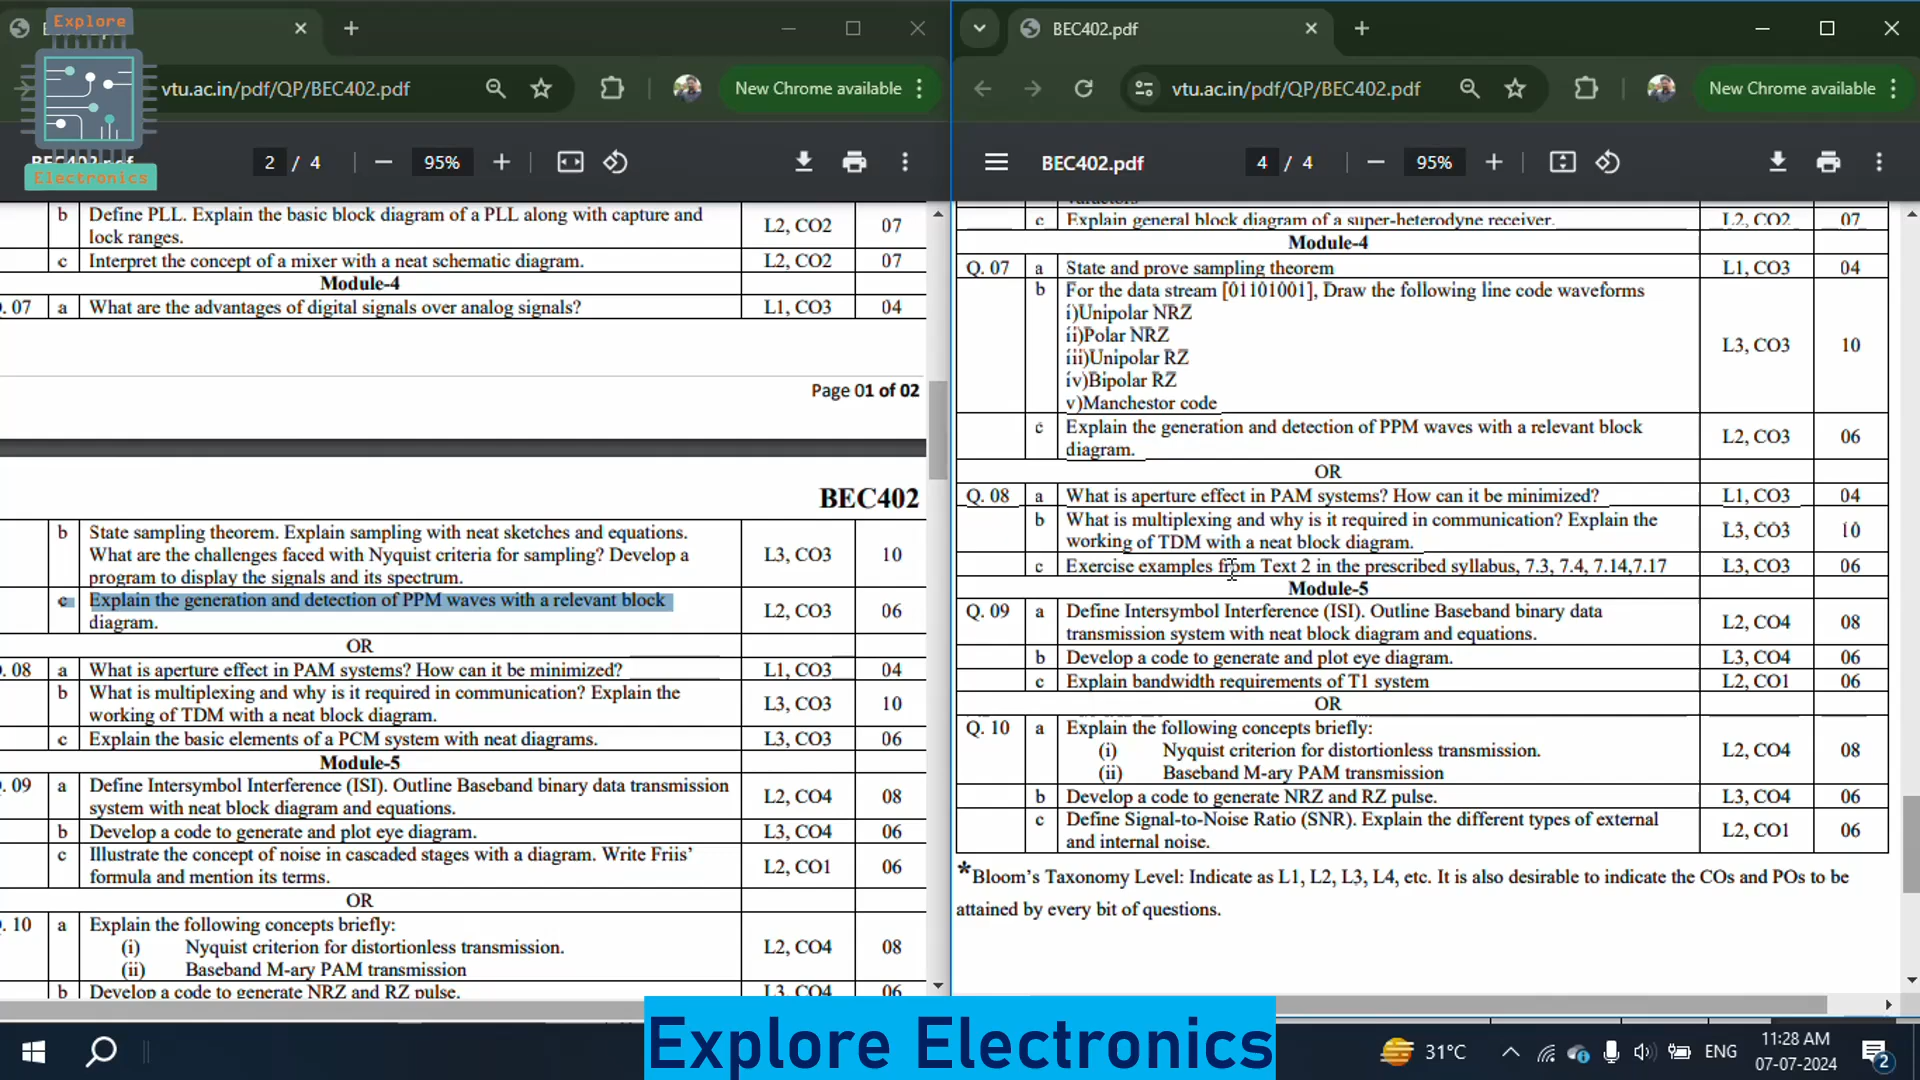 Explore
Electronics
vtu.ac.in/pdf/QP/BEC402.pdf
New Chrome available
2 / 4
95%
b Define PLL. Explain the basic block diagram of a PLL along with capture and L2, CO2 07
lock ranges.
c Interpret the concept of a mixer with a neat schematic diagram. L2, CO2 07
Module-4
. 07 a What are the advantages of digital signals over analog signals? L1, CO3 04
Page 01 of 02
BEC402
b State sampling theorem. Explain sampling with neat sketches and equations.
What are the challenges faced with Nyquist criteria for sampling? Develop a L3, CO3 10
program to display the signals and its spectrum.
c Explain the generation and detection of PPM waves with a relevant block L2, CO3 06
diagram.
OR
. 08 a What is aperture effect in PAM systems? How can it be minimized? L1, CO3 04
b What is multiplexing and why is it required in communication? Explain the L3, CO3 10
working of TDM with a neat block diagram.
c Explain the basic elements of a PCM system with neat diagrams. L3, CO3 06
Module-5
. 09 a Define Intersymbol Interference (ISI). Outline Baseband binary data transmission L2, CO4 08
system with neat block diagram and equations.
b Develop a code to generate and plot eye diagram. L3, CO4 06
c Illustrate the concept of noise in cascaded stages with a diagram. Write Friis’ L2, CO1 06
formula and mention its terms.
OR
. 10 a Explain the following concepts briefly:
(i) Nyquist criterion for distortionless transmission. L2, CO4 08
(ii) Baseband M-ary PAM transmission
b Develop a code to generate NRZ and RZ pulse. L3, CO4 06
BEC402.pdf
vtu.ac.in/pdf/QP/BEC402.pdf
New Chrome available
BEC402.pdf
4 / 4
95%
c Explain general block diagram of a super-heterodyne receiver. L2, CO2 07
Module-4
Q. 07 a State and prove sampling theorem L1, CO3 04
b For the data stream [01101001], Draw the following line code waveforms
i)Unipolar NRZ
ii)Polar NRZ L3, CO3 10
iii)Unipolar RZ
iv)Bipolar RZ
v)Manchestor code
c Explain the generation and detection of PPM waves with a relevant block L2, CO3 06
diagram.
OR
Q. 08 a What is aperture effect in PAM systems? How can it be minimized? L1, CO3 04
b What is multiplexing and why is it required in communication? Explain the L3, CO3 10
working of TDM with a neat block diagram.
c Exercise examples from Text 2 in the prescribed syllabus, 7.3, 7.4, 7.14,7.17 L3, CO3 06
Module-5
Q. 09 a Define Intersymbol Interference (ISI). Outline Baseband binary data L2, CO4 08
transmission system with neat block diagram and equations.
b Develop a code to generate and plot eye diagram. L3, CO4 06
c Explain bandwidth requirements of T1 system L2, CO1 06
OR
Q. 10 a Explain the following concepts briefly:
(i) Nyquist criterion for distortionless transmission. L2, CO4 08
(ii) Baseband M-ary PAM transmission
b Develop a code to generate NRZ and RZ pulse. L3, CO4 06
c Define Signal-to-Noise Ratio (SNR). Explain the different types of external L2, CO1 06
and internal noise.
*Bloom’s Taxonomy Level: Indicate as L1, L2, L3, L4, etc. It is also desirable to indicate the COs and POs to be
attained by every bit of questions.
Explore Electronics
31°C
ENG
11:28 AM
07-07-2024
2